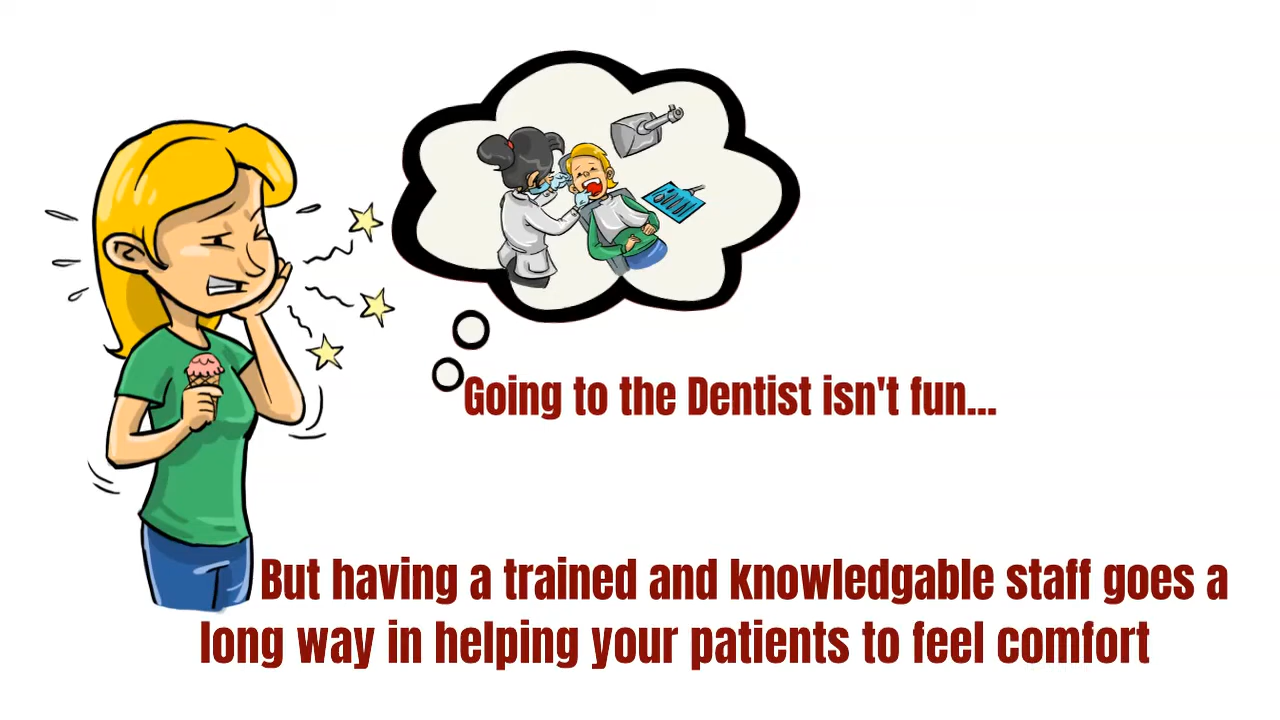 Going to the Dentist isn't fun...
But having a trained and knowledgable staff goes a
long way in helping your patients to feel comfort